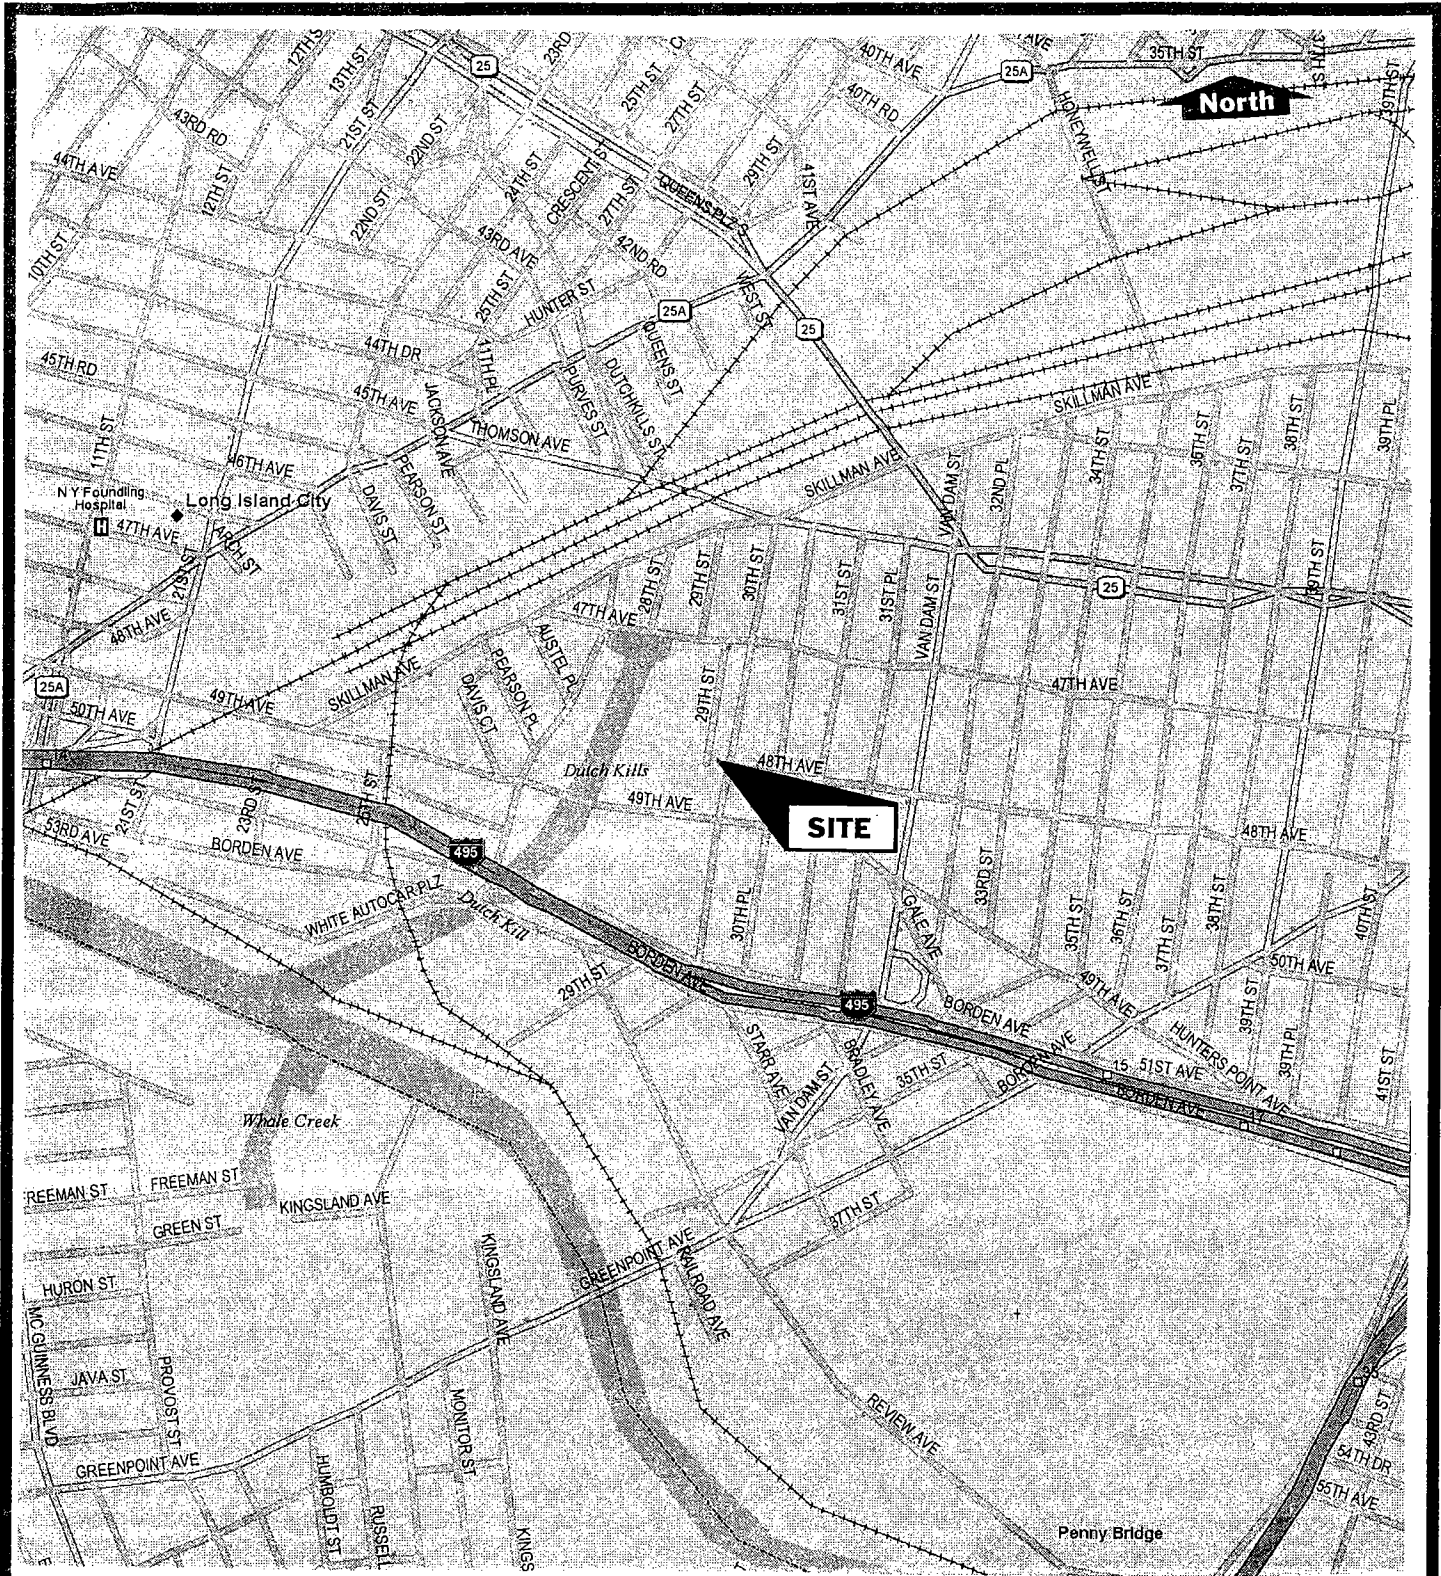 12TH S
13TH ST
23RD
25TH ST
27TH ST
40TH AVE
AVE
35TH ST
37TH ST
39TH ST
25
25A
North
40TH RD
HONEYWELL
43RD RD
21ST ST
22ND ST
44TH AVE
12TH ST
24TH ST
CRESCENT ST
27TH ST
29TH ST
41ST AVE
QUEENS PLZ S
22ND ST
43RD AVE
42ND RD
10TH ST
25TH ST
HUNTER ST
WEST ST
25A
25
44TH DR
11TH PL
QUEENS ST
45TH RD
45TH AVE
JACKSON AVE
PURVES ST
DUTCHKILLS ST
SKILLMAN AVE
THOMSON AVE
11TH ST
46TH AVE
PEARSON ST
DAVIS ST
SKILLMAN AVE
VAN DAM ST
32ND PL
34TH ST
36TH ST
37TH ST
38TH ST
39TH PL
N Y Foundling
Hospital
H
Long Island City
47TH AVE
ARCH ST
21ST ST
48TH AVE
28TH ST
29TH ST
30TH ST
31ST ST
31ST PL
VAN DAM ST
25
39TH ST
47TH AVE
AUSTEL PL
PEARSON PL
DAVIS CT
SKILLMAN AVE
29TH ST
47TH AVE
25A
50TH AVE
49TH AVE
14
Dutch Kills
48TH AVE
49TH AVE
SITE
48TH AVE
21ST ST
23RD S
25TH ST
53RD AVE
BORDEN AVE
495
WHITE AUTOCAR PLZ
Dutch Kill
30TH PL
GALE AVE
33RD ST
35TH ST
36TH ST
37TH ST
38TH ST
40TH ST
50TH AVE
BORDEN AVE
29TH ST
495
49TH AVE
39TH ST
BORDEN AVE
HUNTERS POINT AVE
39TH PL
41ST ST
STARR AVE
VAN DAM ST
BRADLEY AVE
35TH ST
BORDEN AVE
15
51ST AVE
BORDEN AVE
17
Whale Creek
REEMAN ST
FREEMAN ST
KINGSLAND AVE
GREEN ST
37TH ST
HURON ST
KINGSLAND AVE
GREENPOINT AVE
RAILROAD AVE
MC GUINNESS BLVD
JAVA ST
PROVOST ST
MONITOR ST
REVIEW AVE
35
43RD ST
54TH DR
55TH AVE
GREENPOINT AVE
HUMBOLDT ST
RUSSELL
KINGS
Penny Bridge